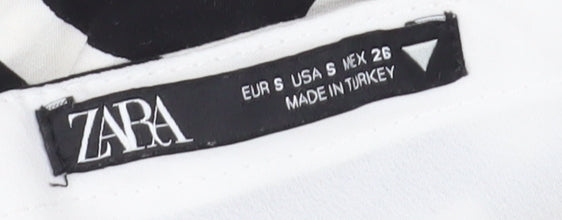 ZARA
EUR S USA S MEX 26
MADE IN TURKEY